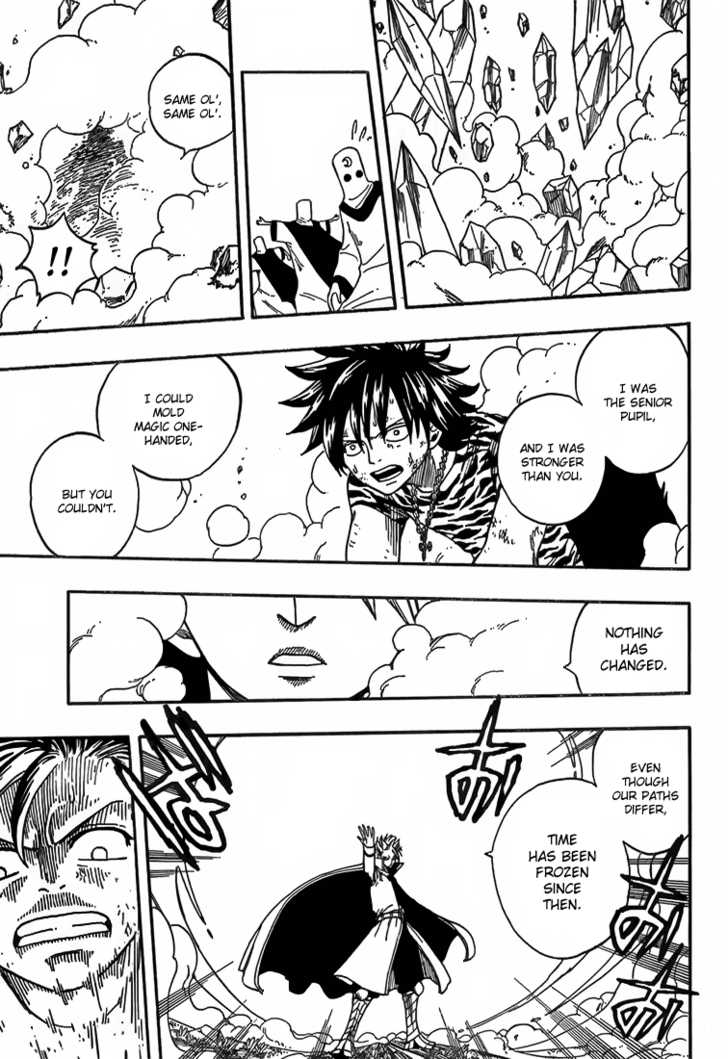 SAME OL',
SAME OL'.
!!
I WAS
THE SENIOR
PUPIL,
AND I WAS
STRONGER
THAN YOU.
I COULD
MOLD
MAGIC ONE-
HANDED,
BUT YOU
COULDN'T.
NOTHING
HAS
CHANGED.
EVEN
THOUGH
OUR PATHS
DIFFER,
TIME
HAS BEEN
FROZEN
SINCE
THEN.